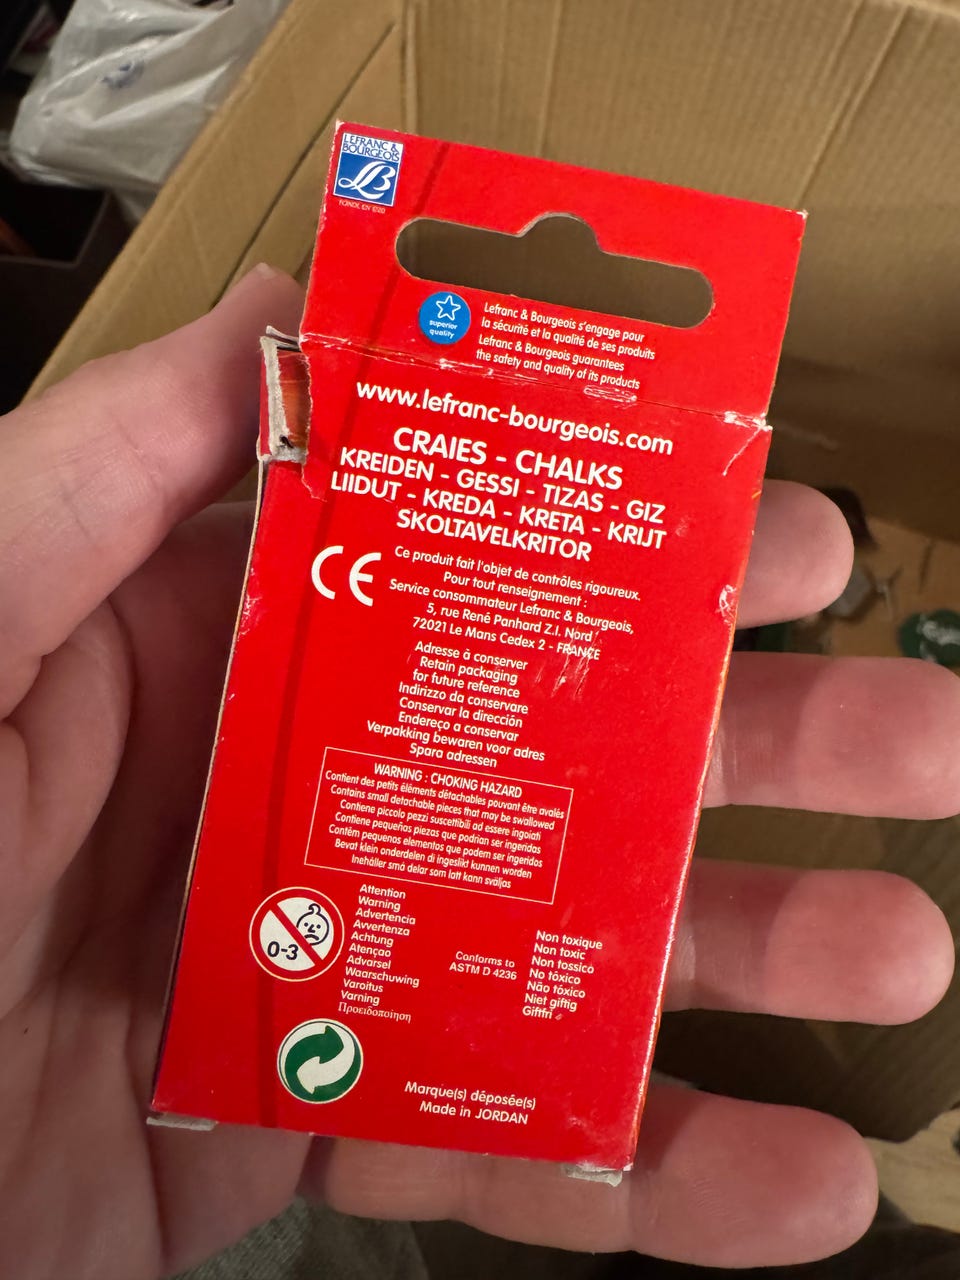 LEFRANC &
BOURGEOIS
LB
FONDÉ EN 1720
superior
quality
Lefranc & Bourgeois s'engage pour
la sécurité et la qualité de ses produits
Lefranc & Bourgeois guarantees
the safety and quality of its products
www.lefranc-bourgeois.com
CRAIES - CHALKS
KREIDEN - GESSI - TIZAS - GIZ
LIIDUT - KREDA - KRETA - KRIJT
SKOLTAVELKRITOR
CE
Ce produit fait l'objet de contrôles rigoureux.
Pour tout renseignement :
Service consommateur Lefranc & Bourgeois,
5, rue René Panhard Z.I. Nord
72021 Le Mans Cedex 2 - FRANCE
Adresse à conserver
Retain packaging
for future reference
Indirizzo da conservare
Conservar la dirección
Endereço a conservar
Verpakking bewaren voor adres
Spara adressen
WARNING : CHOKING HAZARD
Contient des petits éléments détachables pouvant être avalés
Contains small detachable pieces that may be swallowed
Contiene piccolo pezzi suscettibili ad essere ingoiati
Contiene pequeñas piezas que podrían ser ingeridas
Contêm pequenos elementos que podem ser ingeridos
Bevat klein onderdelen di ingeslikt kunnen worden
Inehåller små delar som latt kann sväljas
0-3
Attention
Warning
Advertencia
Avvertenza
Achtung
Atençao
Advarsel
Waarschuwing
Varoitus
Varning
Προειδοποίηση
Conforms to
ASTM D 4236
Non toxique
Non toxic
Non tossico
No tóxico
Não tóxico
Niet giftig
Giftfri
Marque(s) déposée(s)
Made in JORDAN